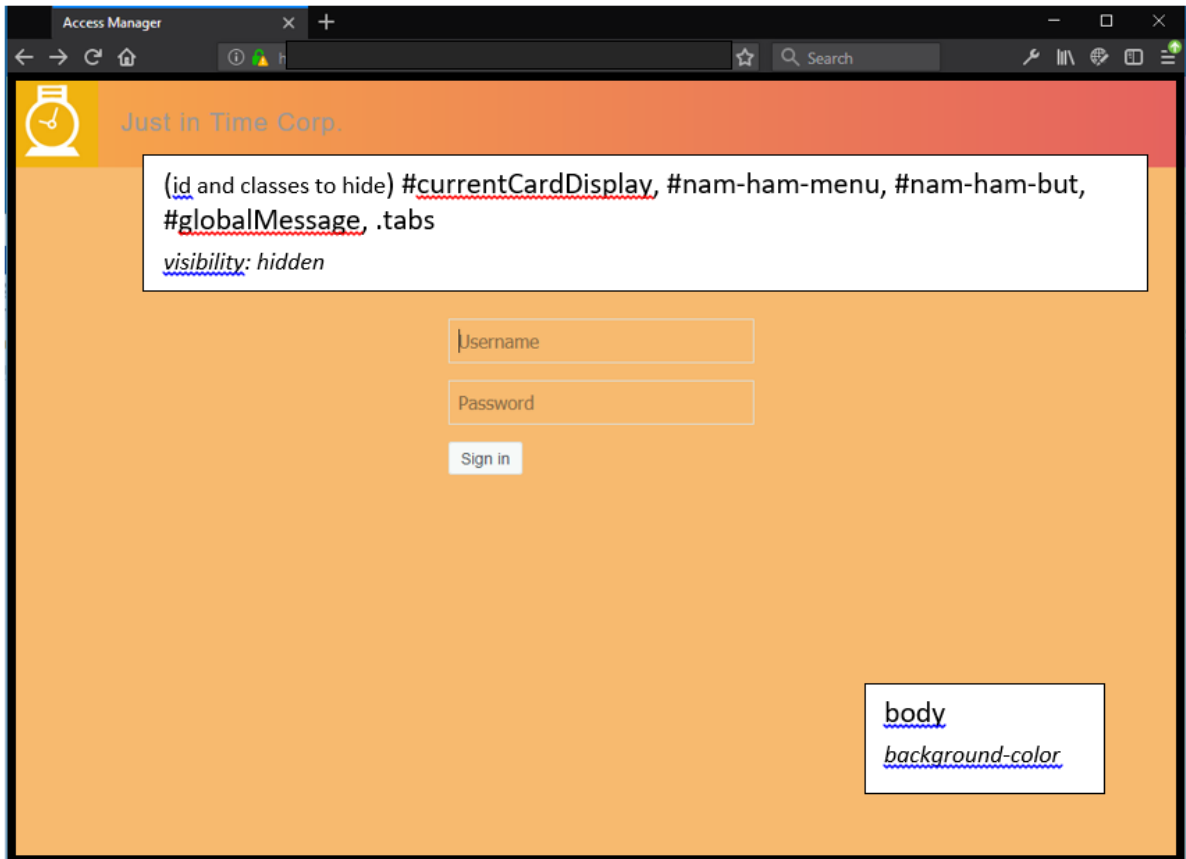 Access Manager
Search
Just in Time Corp.
(id and classes to hide) #currentCardDisplay, #nam-ham-menu, #nam-ham-but,
#globalMessage, .tabs
visibility: hidden
Username
Password
Sign in
body
background-color